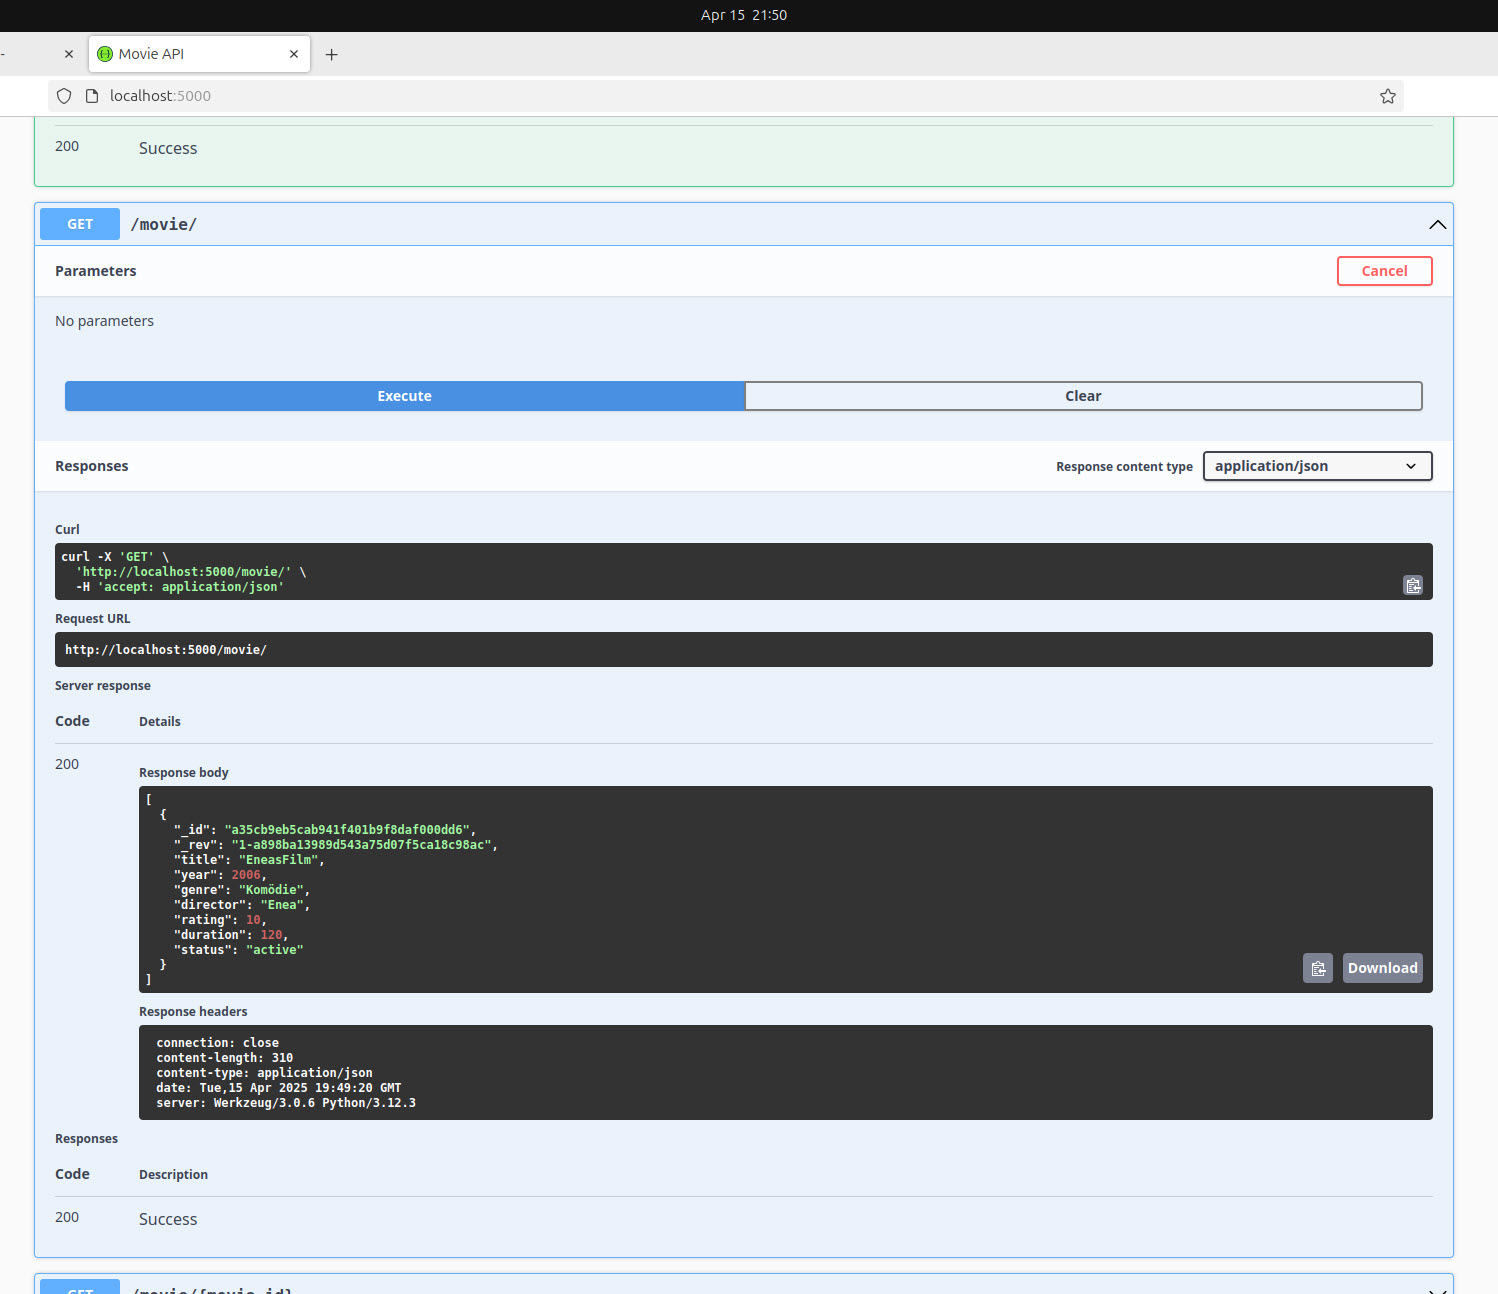 Apr 15 21:50
-
Movie API
localhost:5000
200 Success
GET /movie/
Parameters
Cancel
No parameters
Execute
Clear
Responses
Response content type application/json
Curl
curl -X 'GET' \
'http://localhost:5000/movie/' \
-H 'accept: application/json'
Request URL
http://localhost:5000/movie/
Server response
Code Details
200
Response body
[
{
"_id": "a35cb9eb5cab941f401b9f8daf000dd6",
"_rev": "1-a898ba13989d543a75d07f5ca18c98ac",
"title": "EneasFilm",
"year": 2006,
"genre": "Komödie",
"director": "Enea",
"rating": 10,
"duration": 120,
"status": "active"
}
]
Download
Response headers
connection: close
content-length: 310
content-type: application/json
date: Tue,15 Apr 2025 19:49:20 GMT
server: Werkzeug/3.0.6 Python/3.12.3
Responses
Code Description
200 Success
GET /movie/{movie_id}